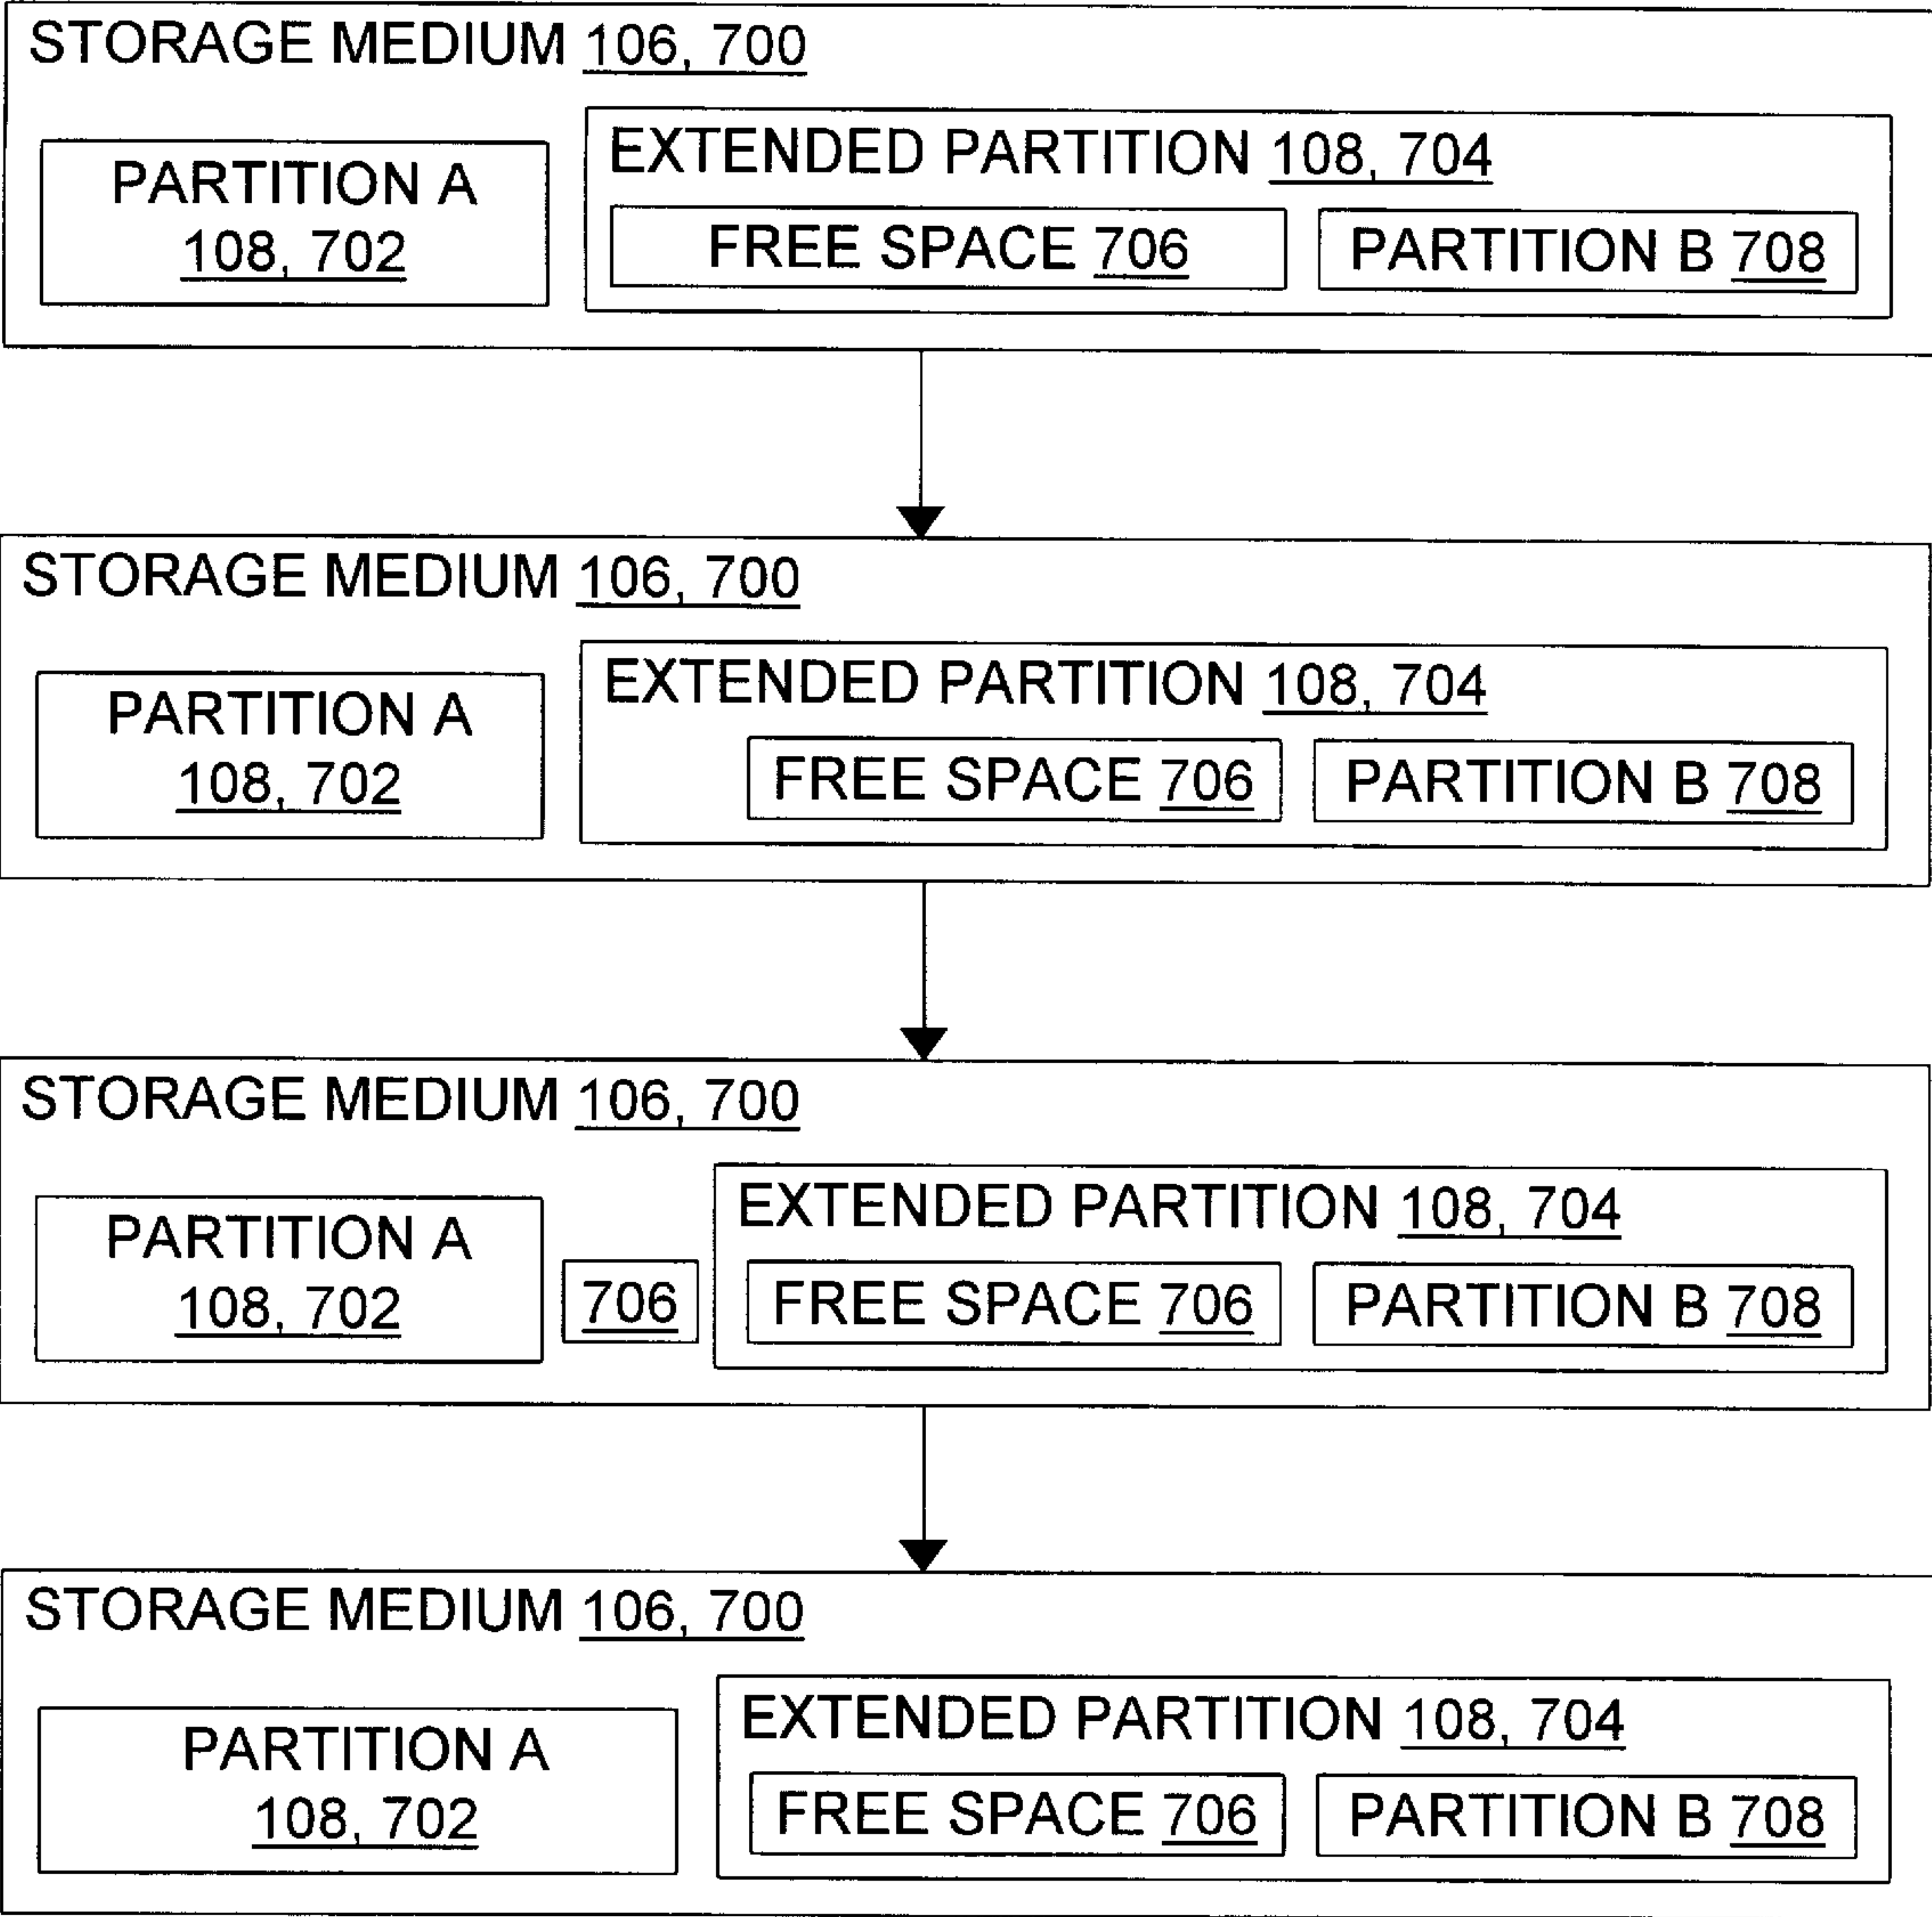 STORAGE MEDIUM 106, 700
PARTITION A
108, 702
EXTENDED PARTITION 108, 704
FREE SPACE 706
PARTITION B 708
STORAGE MEDIUM 106, 700
PARTITION A
108, 702
EXTENDED PARTITION 108, 704
FREE SPACE 706
PARTITION B 708
STORAGE MEDIUM 106, 700
PARTITION A
108, 702
706
EXTENDED PARTITION 108, 704
FREE SPACE 706
PARTITION B 708
STORAGE MEDIUM 106, 700
PARTITION A
108, 702
EXTENDED PARTITION 108, 704
FREE SPACE 706
PARTITION B 708